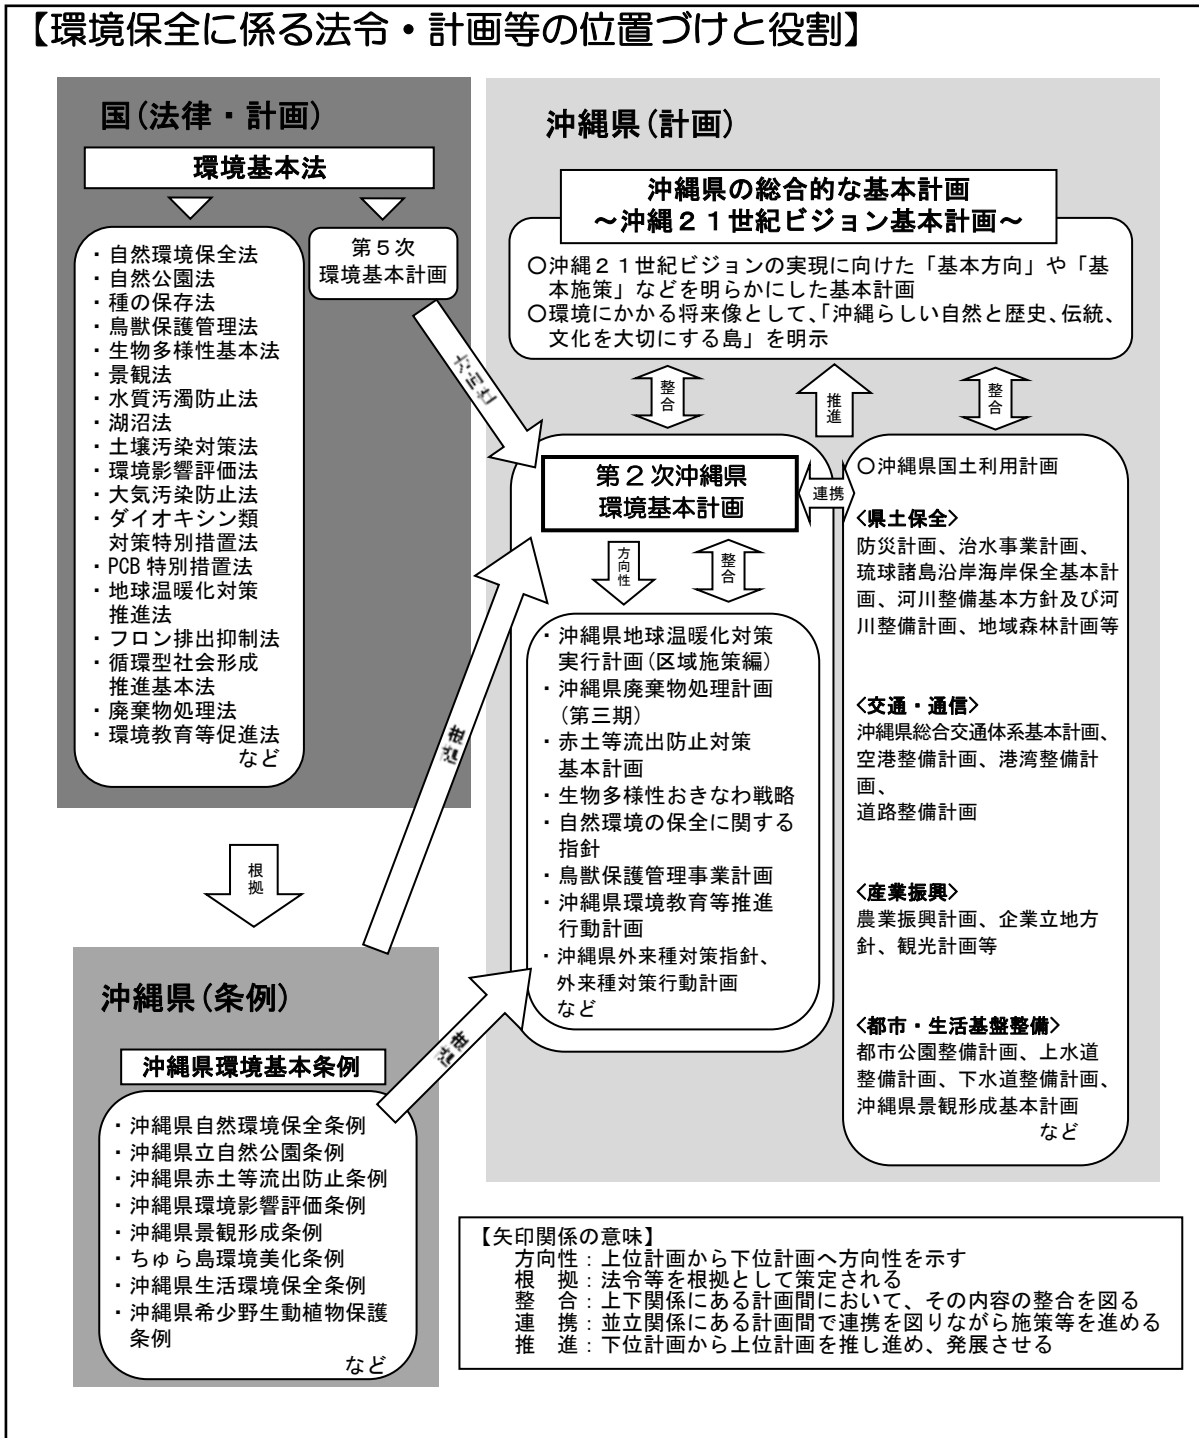 【環境保全に係る法令・計画等の位置づけと役割】
国(法律・計画)
環境基本法
・自然環境保全法
・自然公園法
・種の保存法
・鳥獣保護管理法
・生物多様性基本法
・景観法
・水質汚濁防止法
・湖沼法
・土壌汚染対策法
・環境影響評価法
・大気汚染防止法
・ダイオキシン類
対策特別措置法
・PCB特別措置法
・地球温暖化対策
推進法
・フロン排出抑制法
・循環型社会形成
推進基本法
・廃棄物処理法
・環境教育等促進法
など
第5次
環境基本計画
方向性
根拠
沖縄県(条例)
沖縄県環境基本条例
・沖縄県自然環境保全条例
・沖縄県立自然公園条例
・沖縄県赤土等流出防止条例
・沖縄県環境影響評価条例
・沖縄県景観形成条例
・ちゅら島環境美化条例
・沖縄県生活環境保全条例
・沖縄県希少野生動植物保護
条例
など
根拠
根拠
沖縄県(計画)
沖縄県の総合的な基本計画
～沖縄21世紀ビジョン基本計画～
○沖縄21世紀ビジョンの実現に向けた「基本方向」や「基
本施策」などを明らかにした基本計画
○環境にかかる将来像として、「沖縄らしい自然と歴史、伝統、
文化を大切にする島」を明示
整合
推進
整合
第2次沖縄県
環境基本計画
連携
方向性
整合
・沖縄県地球温暖化対策
実行計画(区域施策編)
・沖縄県廃棄物処理計画
(第三期)
・赤土等流出防止対策
基本計画
・生物多様性おきなわ戦略
・自然環境の保全に関する
指針
・鳥獣保護管理事業計画
・沖縄県環境教育等推進
行動計画
・沖縄県外来種対策指針、
外来種対策行動計画
など
○沖縄県国土利用計画
<県土保全>
防災計画、治水事業計画、
琉球諸島沿岸海岸保全基本計
画、河川整備基本方針及び河
川整備計画、地域森林計画等
<交通・通信>
沖縄県総合交通体系基本計画、
空港整備計画、港湾整備計
画、
道路整備計画
<産業振興>
農業振興計画、企業立地方
針、観光計画等
<都市・生活基盤整備>
都市公園整備計画、上水道
整備計画、下水道整備計画、
沖縄県景観形成基本計画
など
【矢印関係の意味】
方向性：上位計画から下位計画へ方向性を示す
根　拠：法令等を根拠として策定される
整　合：上下関係にある計画間において、その内容の整合を図る
連　携：並立関係にある計画間で連携を図りながら施策等を進める
推　進：下位計画から上位計画を推し進め、発展させる